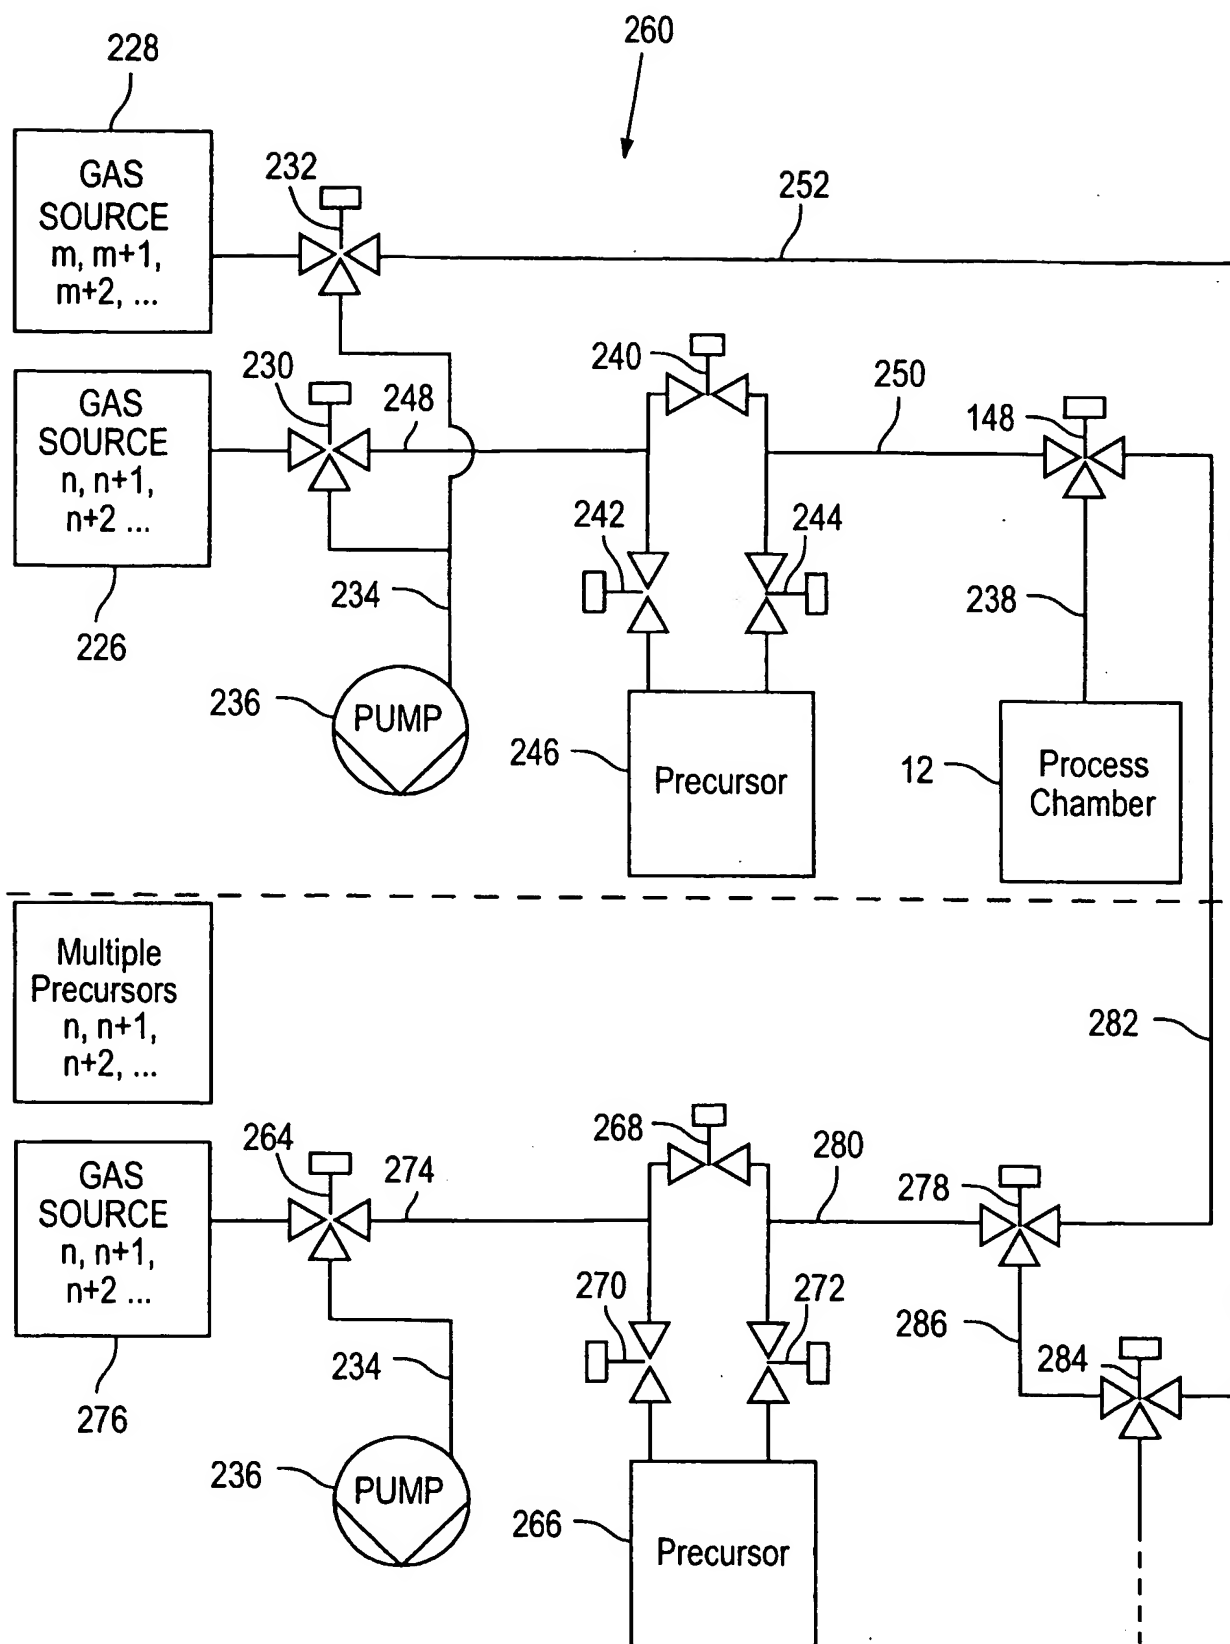 260
228
GAS
SOURCE
m, m+1,
m+2, ...
232
252
230
248
240
250
148
GAS
SOURCE
n, n+1,
n+2 ...
226
242
244
234
238
236
PUMP
246
Precursor
12
Process
Chamber
Multiple
Precursors
n, n+1,
n+2, ...
282
264
274
268
280
278
GAS
SOURCE
n, n+1,
n+2 ...
276
270
272
286
284
234
236
PUMP
266
Precursor